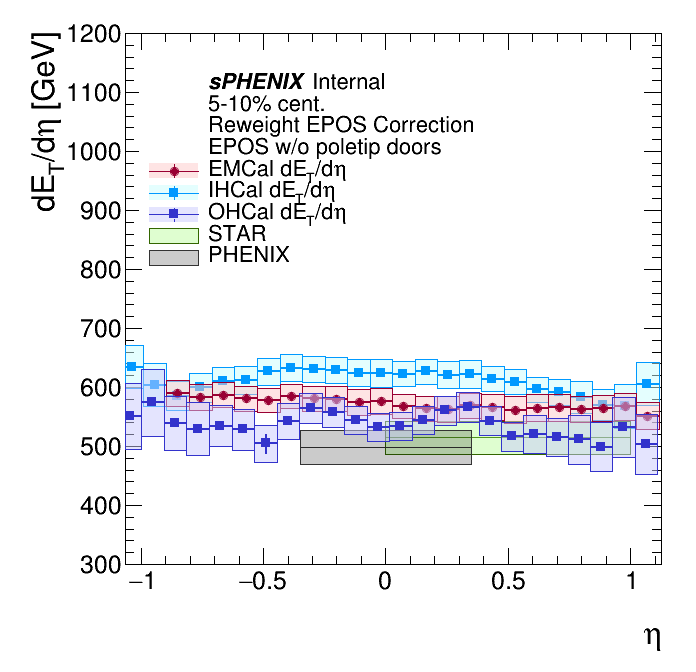 dE_T/dη [GeV]
1200
1100
1000
900
800
700
600
500
400
300
sPHENIX Internal
5-10% cent.
Reweight EPOS Correction
EPOS w/o poletip doors
EMCal dE_T/dη
IHCal dE_T/dη
OHCal dE_T/dη
STAR
PHENIX
−1 −0.5 0 0.5 1
η